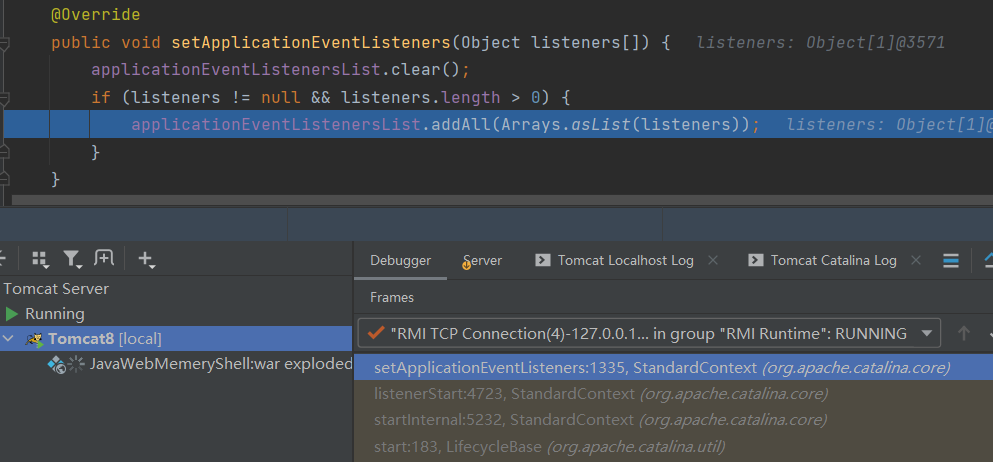 @Override
public void setApplicationEventListeners(Object listeners[]) { listeners: Object[1]@3571
applicationEventListenersList.clear();
if (listeners != null && listeners.length > 0) {
applicationEventListenersList.addAll(Arrays.asList(listeners)); listeners: Object[1]@
}
}
Debugger Server Tomcat Localhost Log Tomcat Catalina Log
Tomcat Server
Frames
Running
"RMI TCP Connection(4)-127.0.0.1... in group "RMI Runtime": RUNNING
Tomcat8 [local]
JavaWebMemeryShell:war exploded
setApplicationEventListeners:1335, StandardContext (org.apache.catalina.core)
listenerStart:4723, StandardContext (org.apache.catalina.core)
startInternal:5232, StandardContext (org.apache.catalina.core)
start:183, LifecycleBase (org.apache.catalina.util)